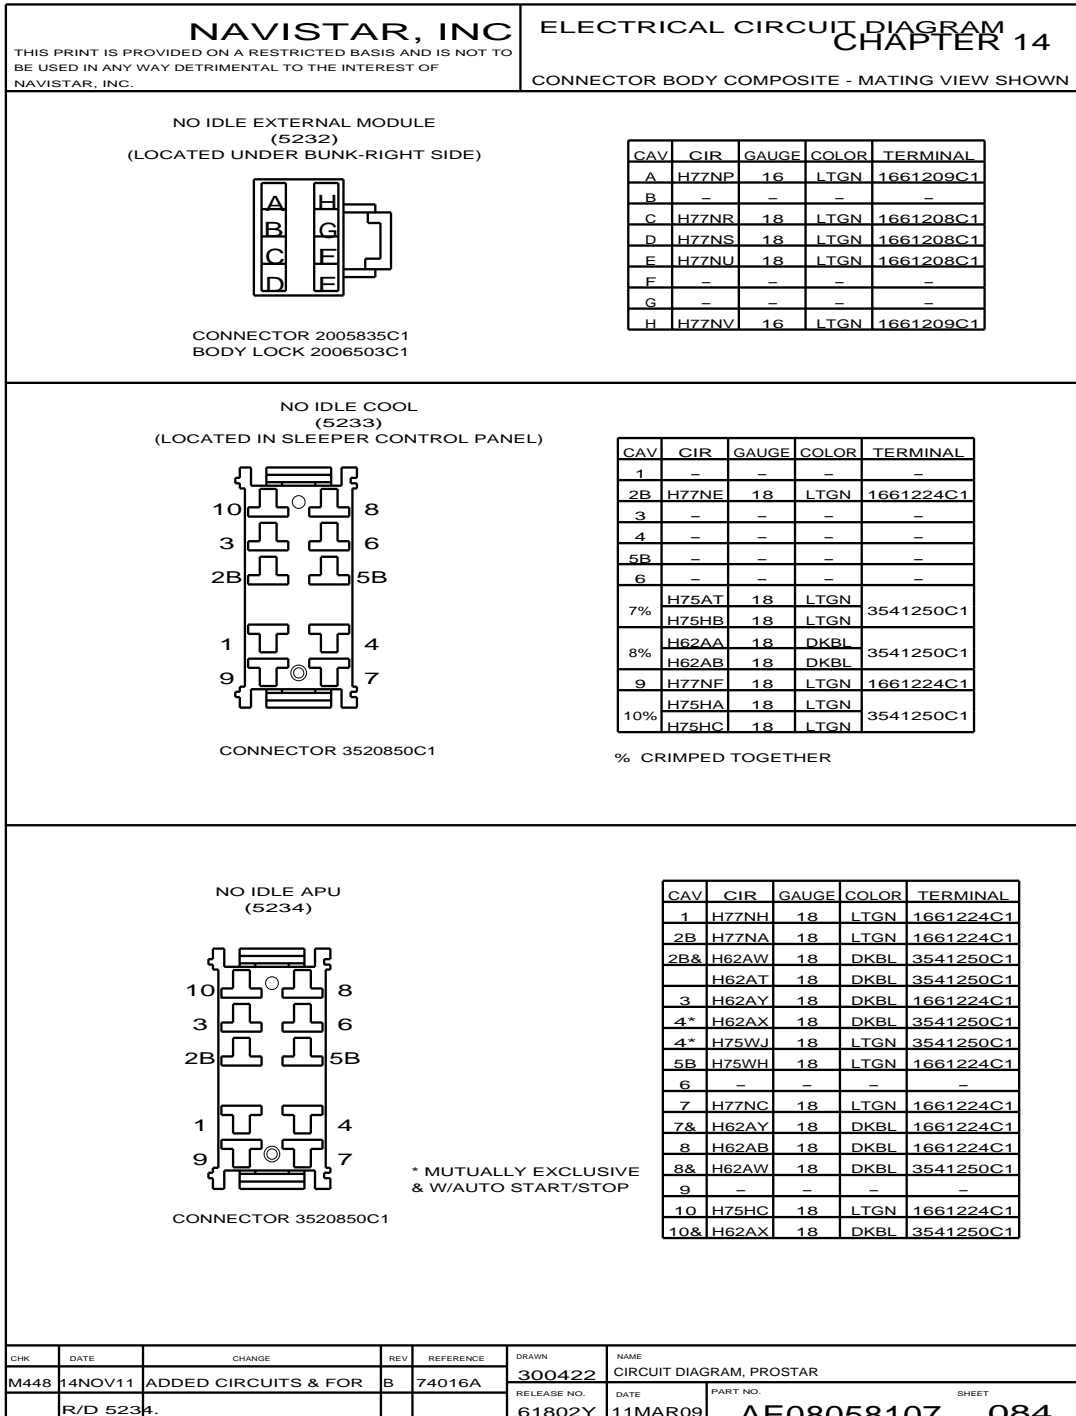 NAVISTAR, INC
THIS PRINT IS PROVIDED ON A RESTRICTED BASIS AND IS NOT TO
BE USED IN ANY WAY DETRIMENTAL TO THE INTEREST OF
NAVISTAR, INC.
ELECTRICAL CIRCUIT DIAGRAM
CHAPTER 14
CONNECTOR BODY COMPOSITE - MATING VIEW SHOWN
NO IDLE EXTERNAL MODULE
(5232)
(LOCATED UNDER BUNK-RIGHT SIDE)
A H
B G
C F
D E
CONNECTOR 2005835C1
BODY LOCK 2006503C1
CAV CIR GAUGE COLOR TERMINAL
A H77NP 16 LTGN 1661209C1
B – – – –
C H77NR 18 LTGN 1661208C1
D H77NS 18 LTGN 1661208C1
E H77NU 18 LTGN 1661208C1
F – – – –
G – – – –
H H77NV 16 LTGN 1661209C1
NO IDLE COOL
(5233)
(LOCATED IN SLEEPER CONTROL PANEL)
10 8
3 6
2B 5B
1 4
9 7
CONNECTOR 3520850C1
CAV CIR GAUGE COLOR TERMINAL
1 – – – –
2B H77NE 18 LTGN 1661224C1
3 – – – –
4 – – – –
5B – – – –
6 – – – –
7% H75AT 18 LTGN 3541250C1
H75HB 18 LTGN
8% H62AA 18 DKBL 3541250C1
H62AB 18 DKBL
9 H77NF 18 LTGN 1661224C1
10% H75HA 18 LTGN 3541250C1
H75HC 18 LTGN
% CRIMPED TOGETHER
NO IDLE APU
(5234)
10 8
3 6
2B 5B
1 4
9 7
CONNECTOR 3520850C1
* MUTUALLY EXCLUSIVE
& W/AUTO START/STOP
CAV CIR GAUGE COLOR TERMINAL
1 H77NH 18 LTGN 1661224C1
2B H77NA 18 LTGN 1661224C1
2B& H62AW 18 DKBL 3541250C1
H62AT 18 DKBL 3541250C1
3 H62AY 18 DKBL 1661224C1
4* H62AX 18 DKBL 3541250C1
4* H75WJ 18 LTGN 3541250C1
5B H75WH 18 LTGN 1661224C1
6 – – – –
7 H77NC 18 LTGN 1661224C1
7& H62AY 18 DKBL 1661224C1
8 H62AB 18 DKBL 1661224C1
8& H62AW 18 DKBL 3541250C1
9 – – – –
10 H75HC 18 LTGN 1661224C1
10& H62AX 18 DKBL 3541250C1
CHK DATE CHANGE REV REFERENCE
M448 14NOV11 ADDED CIRCUITS & FOR B 74016A
R/D 5234.
DRAWN
300422
NAME
CIRCUIT DIAGRAM, PROSTAR
RELEASE NO.
61802Y
DATE
11MAR09
PART NO.
AE08058107
SHEET
084